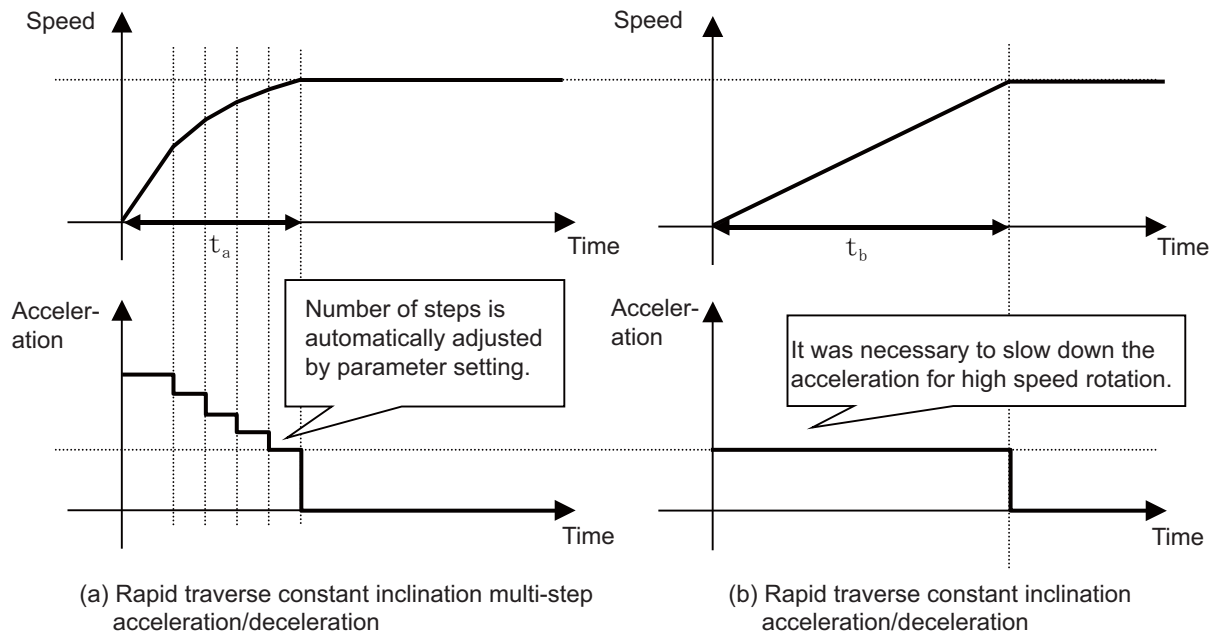 Speed
Time
t_a
Acceler-
ation
Number of steps is
automatically adjusted
by parameter setting.
Time
(a) Rapid traverse constant inclination multi-step
acceleration/deceleration
Speed
Time
t_b
Acceler-
ation
It was necessary to slow down the
acceleration for high speed rotation.
Time
(b) Rapid traverse constant inclination
acceleration/deceleration